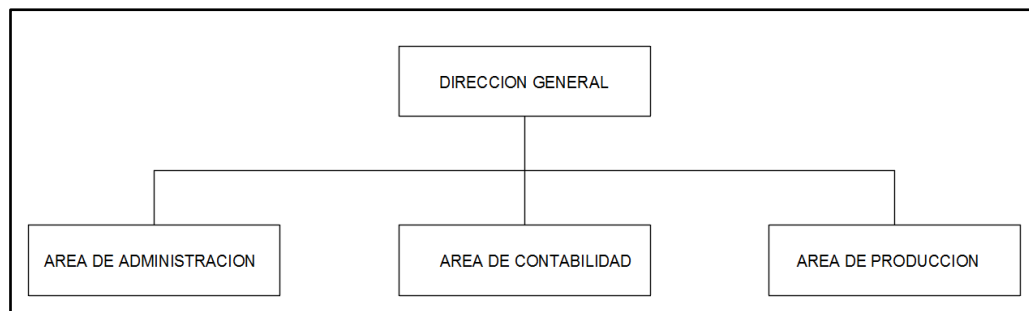 DIRECCION GENERAL
AREA DE ADMINISTRACION
AREA DE CONTABILIDAD
AREA DE PRODUCCION